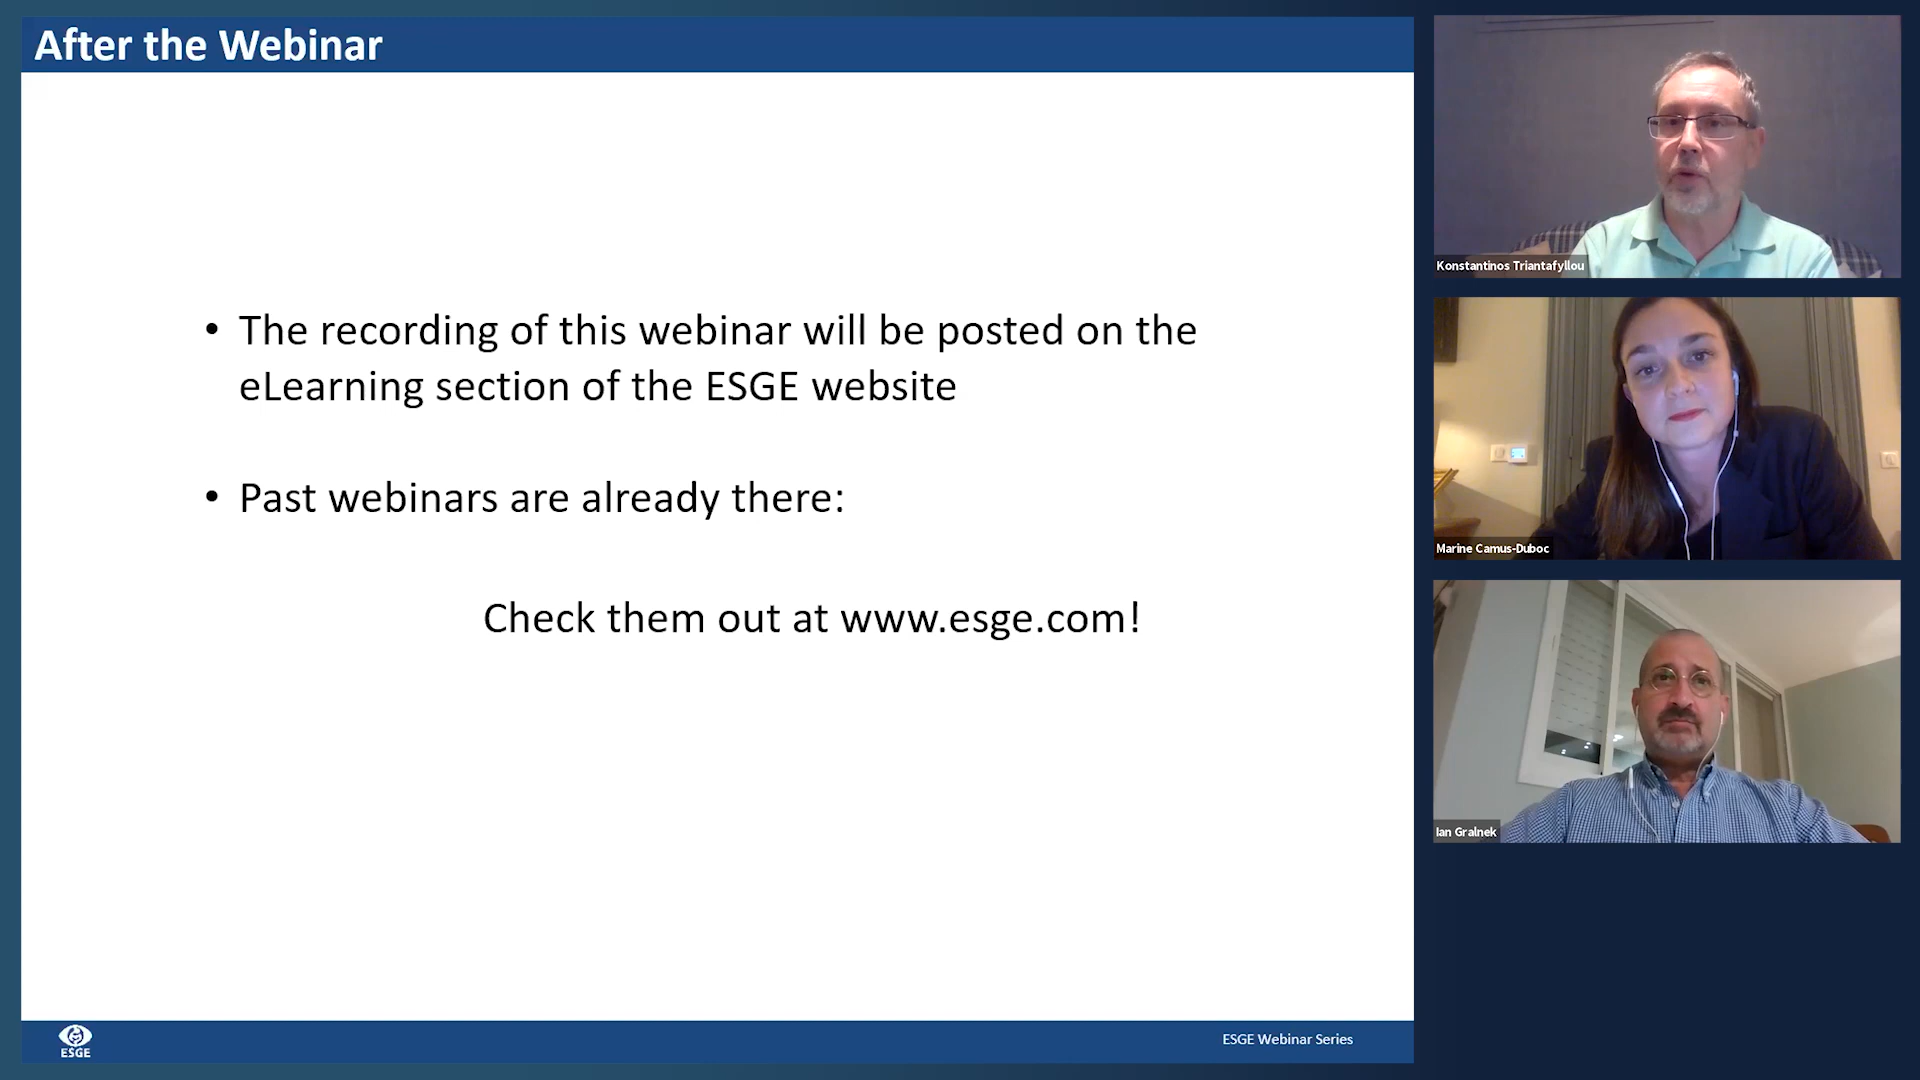 After the Webinar
• The recording of this webinar will be posted on the
eLearning section of the ESGE website
• Past webinars are already there:
Check them out at www.esge.com!
ESGE
ESGE Webinar Series
Konstantinos Triantafyllou
Marine Camus-Duboc
Ian Gralnek